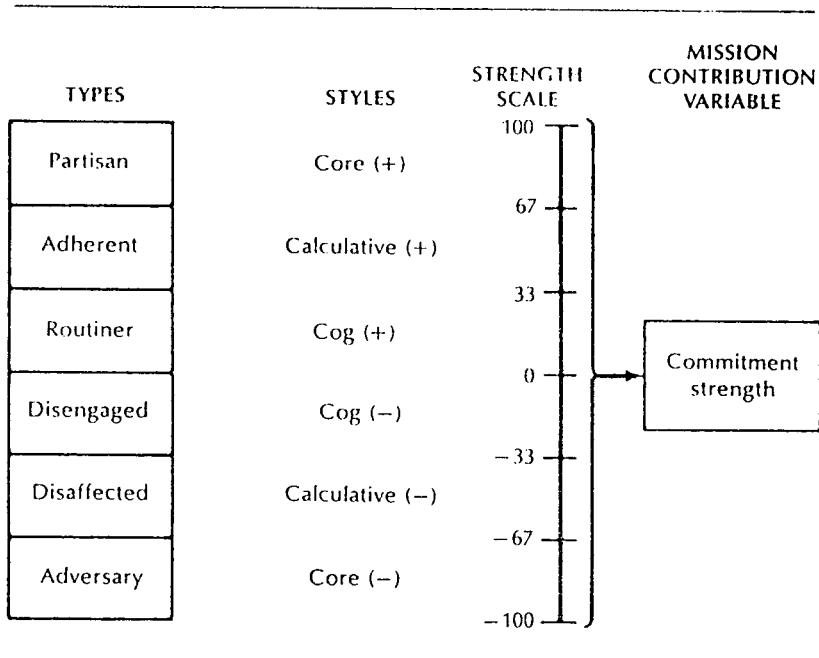 TYPES
STYLES
STRENGTH
SCALE
MISSION
CONTRIBUTION
VARIABLE
Partisan
Core (+)
100
67
Adherent
Calculative (+)
33
Routiner
Cog (+)
0
Commitment
strength
Disengaged
Cog (−)
−33
Disaffected
Calculative (−)
−67
Adversary
Core (−)
−100